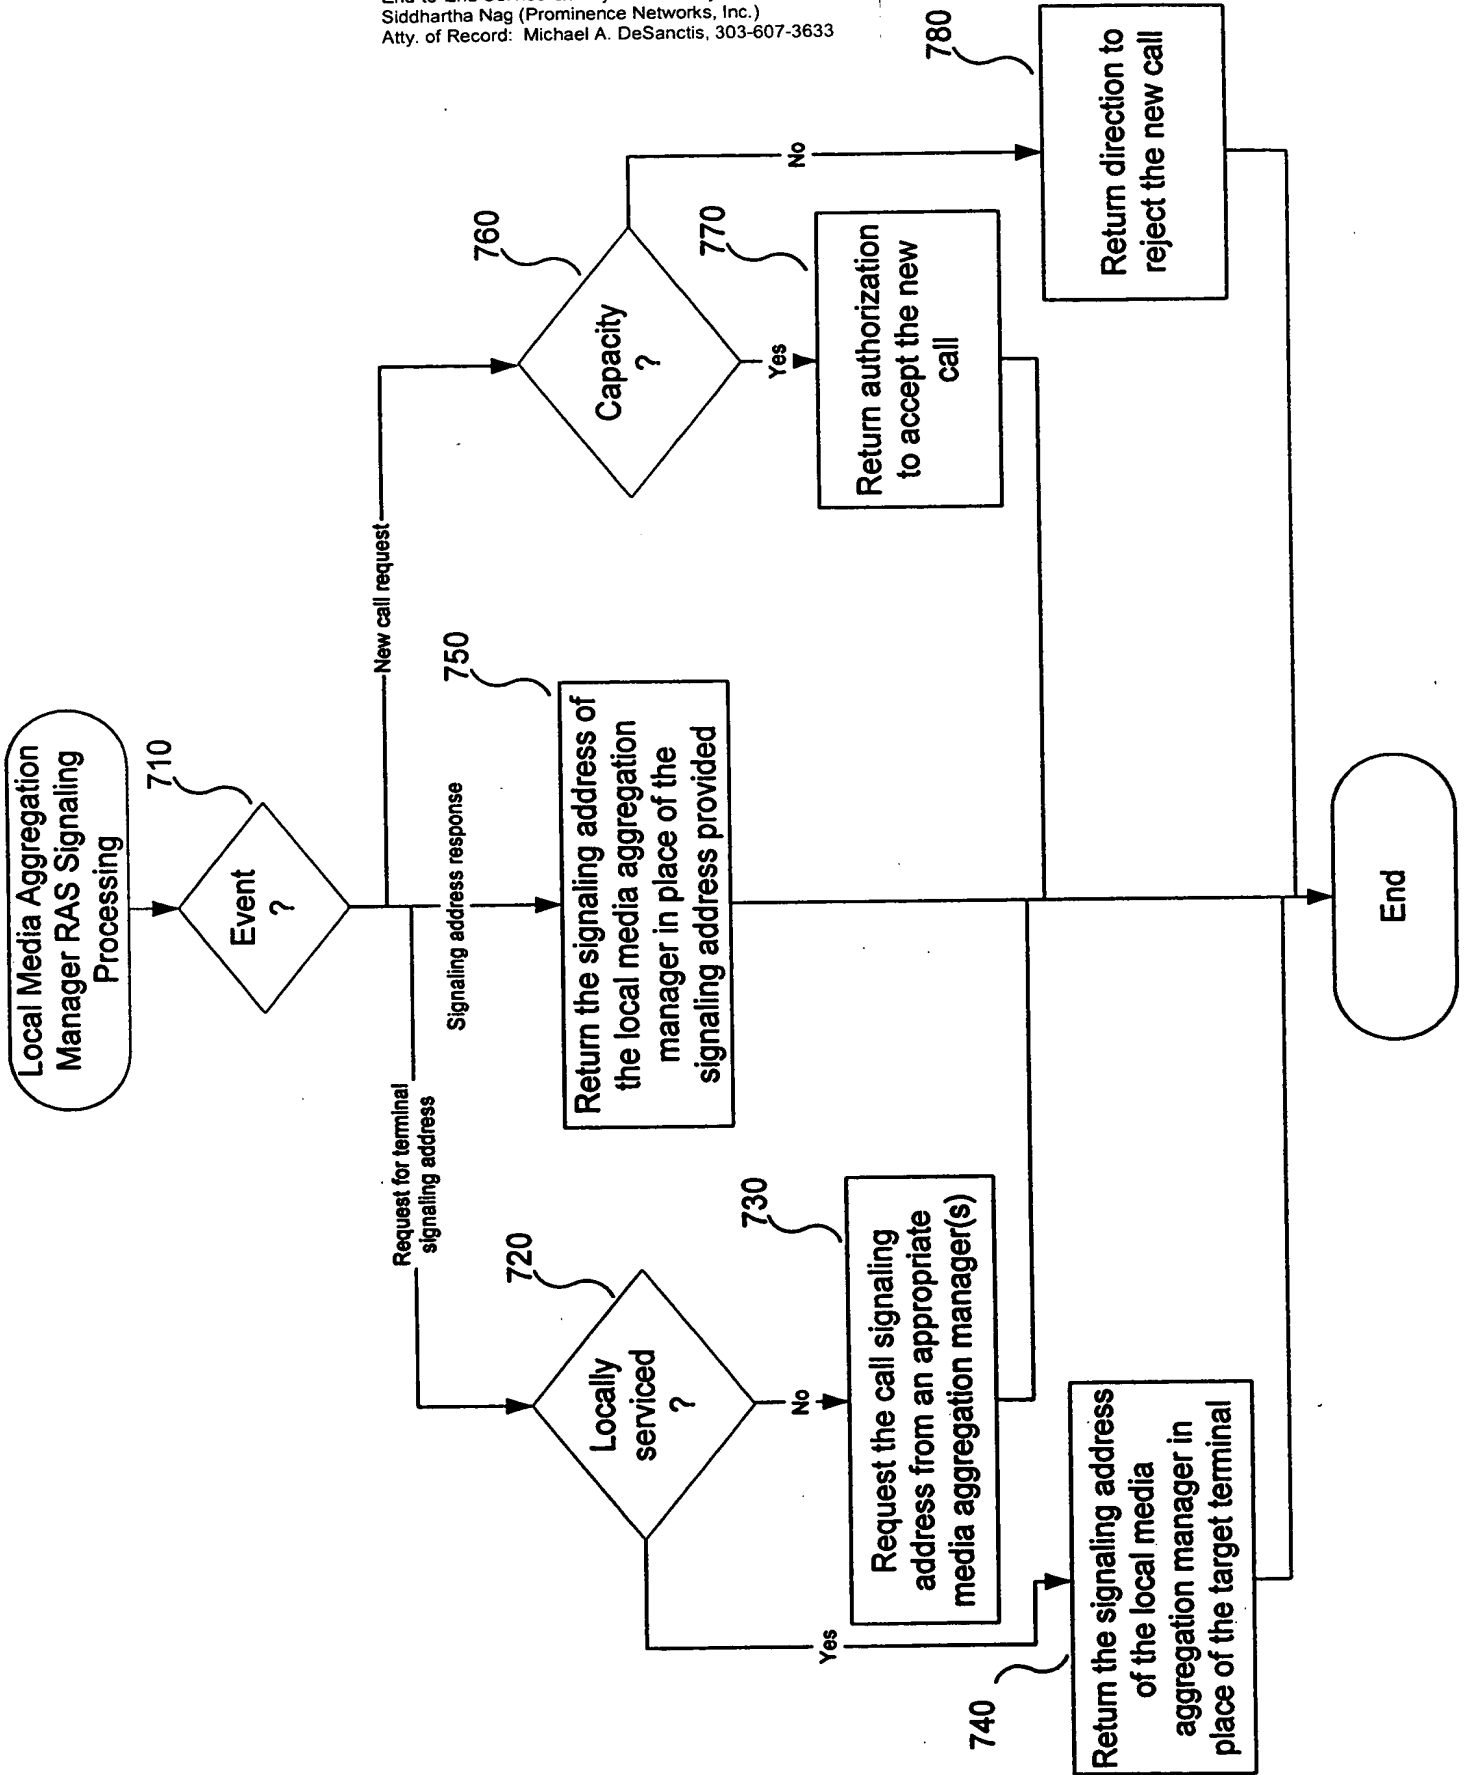 Siddhartha Nag (Prominence Networks, Inc.)
Atty. of Record: Michael A. DeSanctis, 303-607-3633
Local Media Aggregation
Manager RAS Signaling
Processing
710
Event
?
Request for terminal
signaling address
Signaling address response
New call request
720
Locally
serviced
?
Yes
No
730
Request the call signaling
address from an appropriate
media aggregation manager(s)
740
Return the signaling address
of the local media
aggregation manager in
place of the target terminal
750
Return the signaling address of
the local media aggregation
manager in place of the
signaling address provided
760
Capacity
?
Yes
No
770
Return authorization
to accept the new
call
780
Return direction to
reject the new call
End